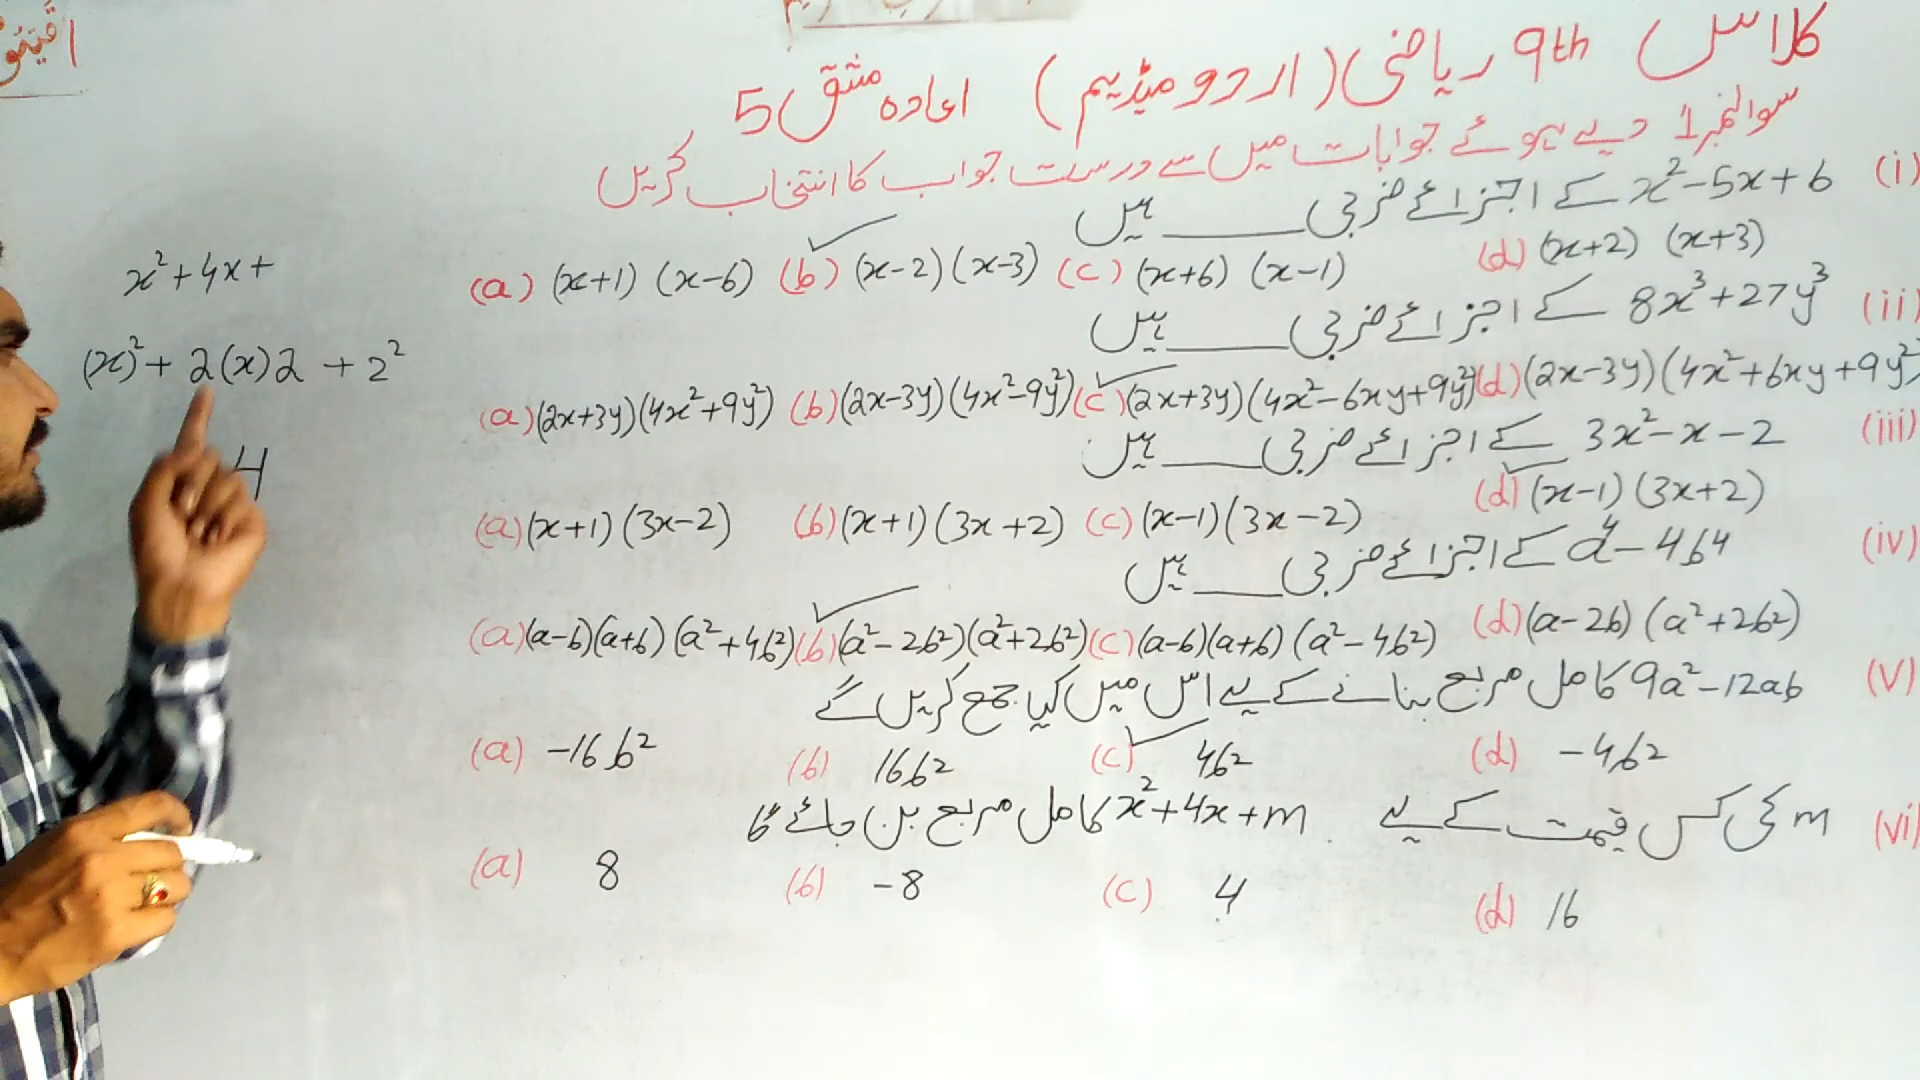 کلاس 9th ریاضی (اردو میڈیم) اعادہ مشق 5
سوالنمبر 1 دیے ہوئے جوابات میں سے درست جواب کا انتخاب کریں
(i) x²-5x+6 کے اجزائے ضربی ____ ہیں
(a) (x+1) (x-6) (b) (x-2) (x-3) (c) (x+6) (x-1) (d) (x+2) (x+3)
(ii) 8x³+27y³ کے اجزائے ضربی ____ ہیں
(a) (2x+3y)(4x²+9y²) (b) (2x-3y)(4x²-9y²) (c) (2x+3y)(4x²-6xy+9y²) (d) (2x-3y)(4x²+6xy+9y²)
(iii) 3x²-x-2 کے اجزائے ضربی ____ ہیں
(a) (x+1) (3x-2) (b) (x+1) (3x+2) (c) (x-1) (3x-2) (d) (x-1) (3x+2)
(iv) a⁴-4b⁴ کے اجزائے ضربی ____ ہیں
(a) (a-b)(a+b) (a²+4b²) (b) (a²-2b²)(a²+2b²) (c) (a-b)(a+b) (a²-4b²) (d) (a-2b) (a²+2b²)
(v) 9a²-12ab کامل مربع بنانے کے لیے اس میں کیا جمع کریں گے
(a) -16b² (b) 16b² (c) 4b² (d) -4b²
(vi) m کی کس قیمت کے لیے x²+4x+m کامل مربع بن جائے گا
(a) 8 (b) -8 (c) 4 (d) 16
x²+4x+
(x)²+2(x)2+2²
4